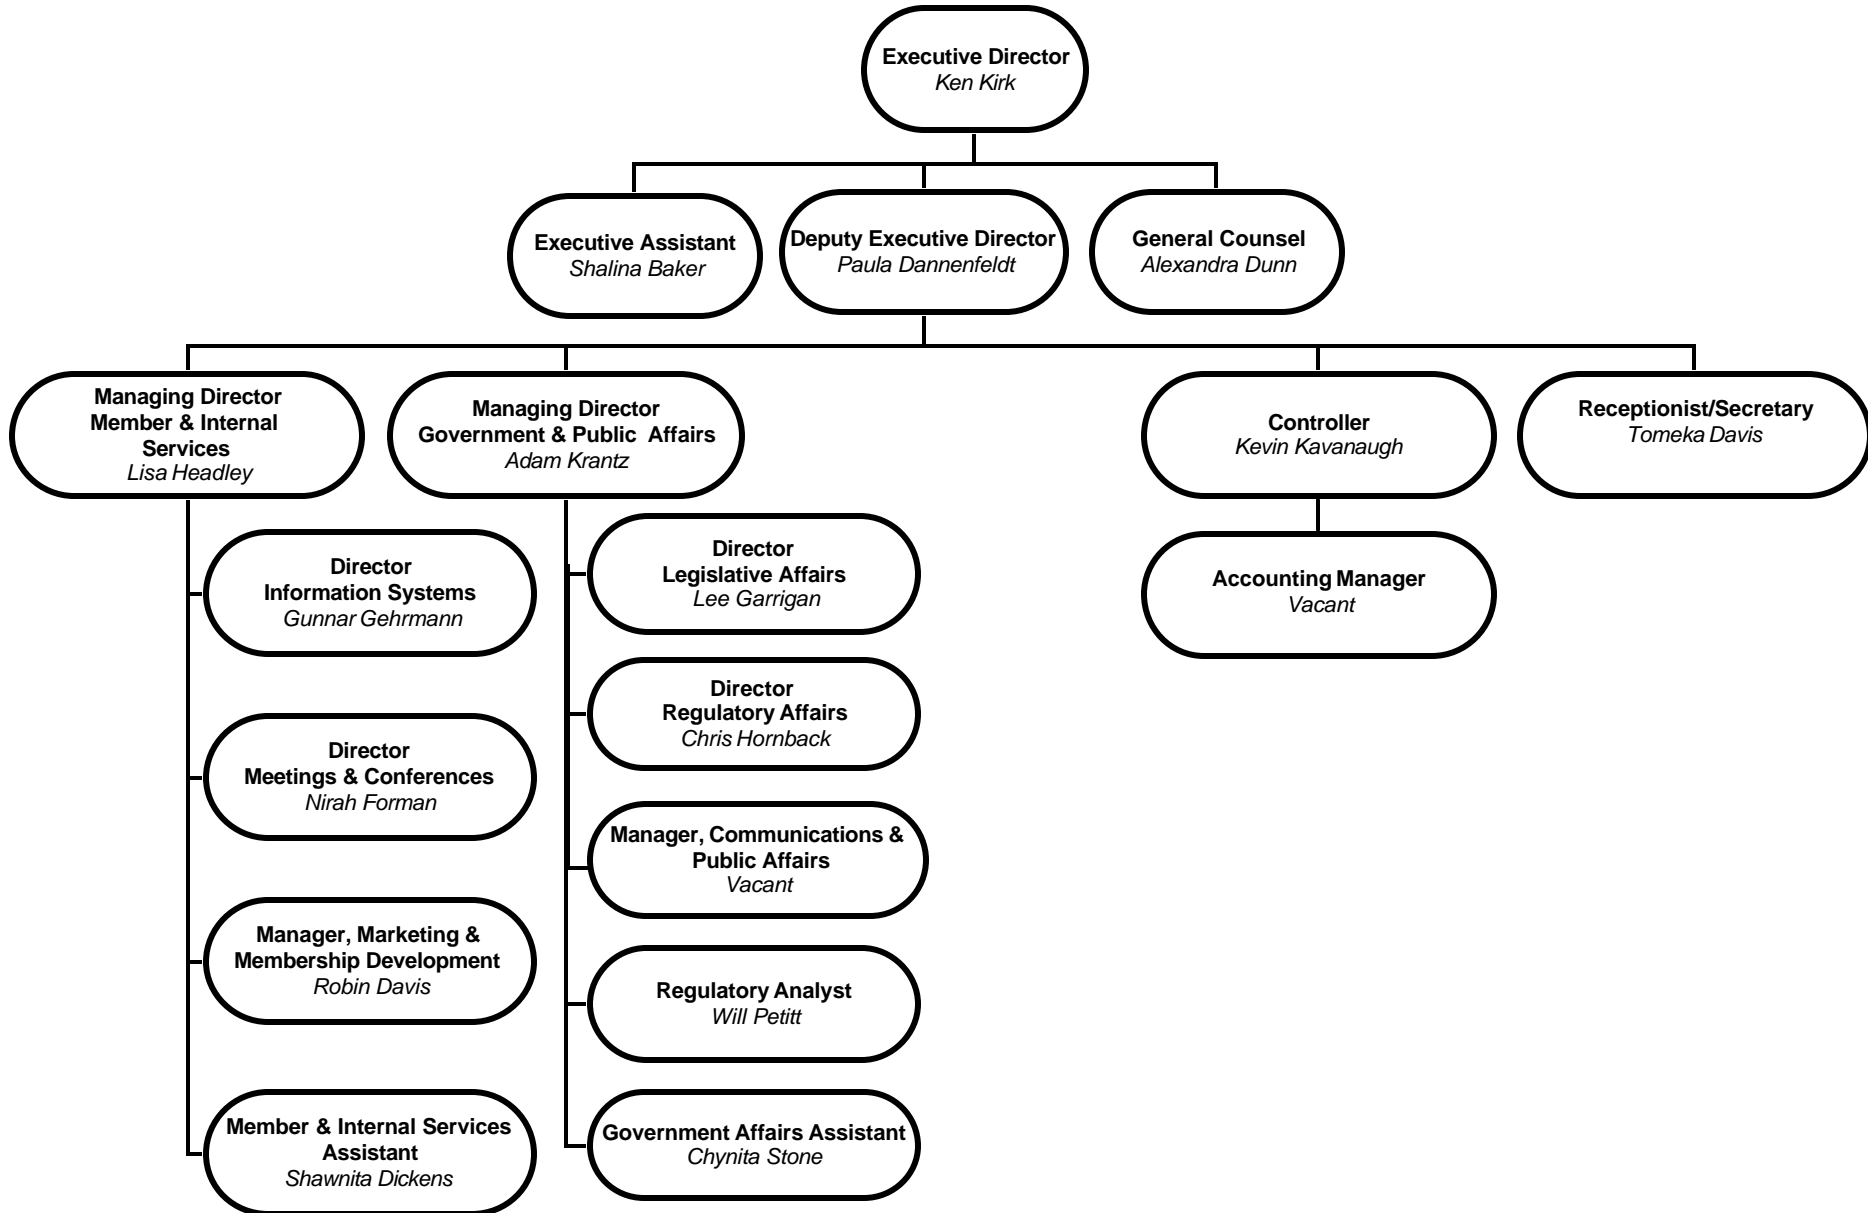 Executive Director
Ken Kirk
Executive Assistant
Shalina Baker
Deputy Executive Director
Paula Dannenfeldt
General Counsel
Alexandra Dunn
Managing Director
Member & Internal
Services
Lisa Headley
Managing Director
Government & Public Affairs
Adam Krantz
Controller
Kevin Kavanaugh
Receptionist/Secretary
Tomeka Davis
Director
Information Systems
Gunnar Gehrmann
Director
Meetings & Conferences
Nirah Forman
Manager, Marketing &
Membership Development
Robin Davis
Member & Internal Services
Assistant
Shawnita Dickens
Director
Legislative Affairs
Lee Garrigan
Director
Regulatory Affairs
Chris Hornback
Manager, Communications &
Public Affairs
Vacant
Regulatory Analyst
Will Petitt
Government Affairs Assistant
Chynita Stone
Accounting Manager
Vacant